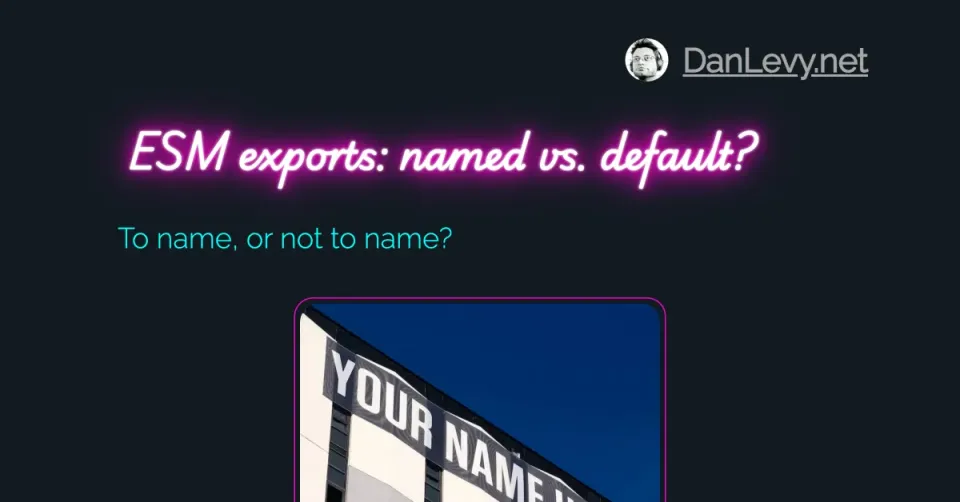 DanLevy.net
ESM exports: named vs. default?
To name, or not to name?
YOUR NAME